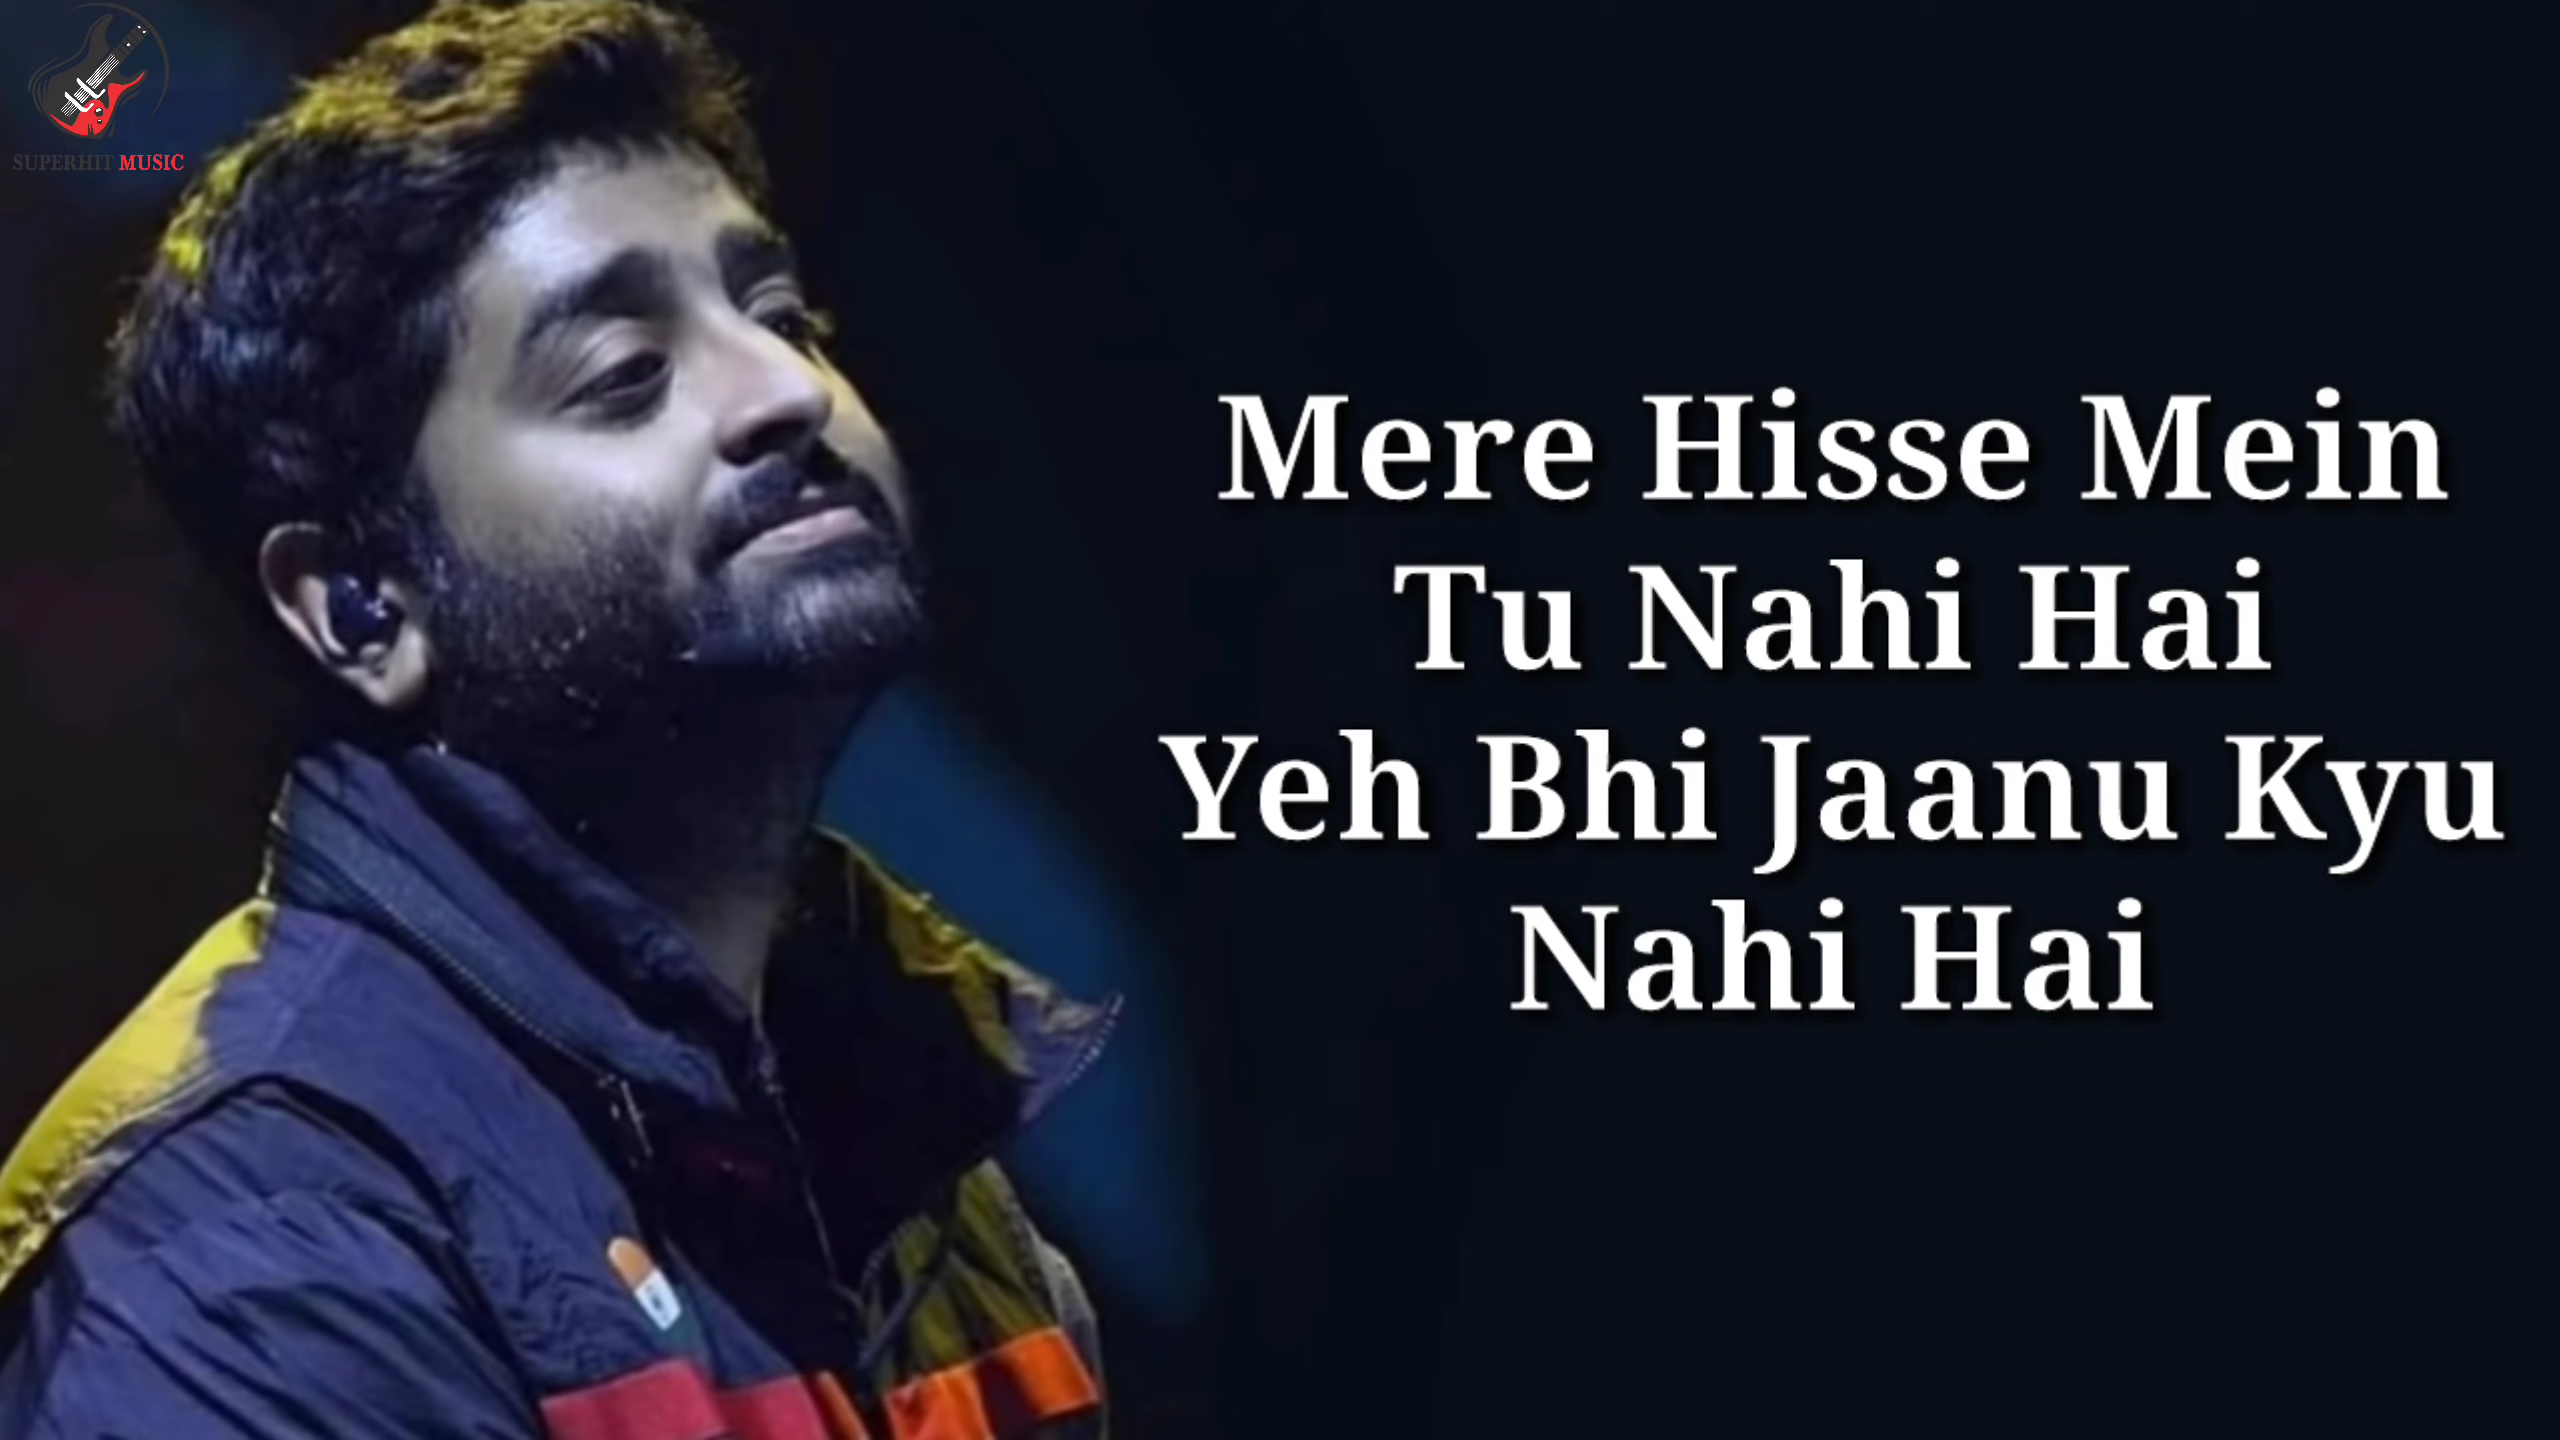 SUPERHIT MUSIC
Mere Hisse Mein
Tu Nahi Hai
Yeh Bhi Jaanu Kyu
Nahi Hai